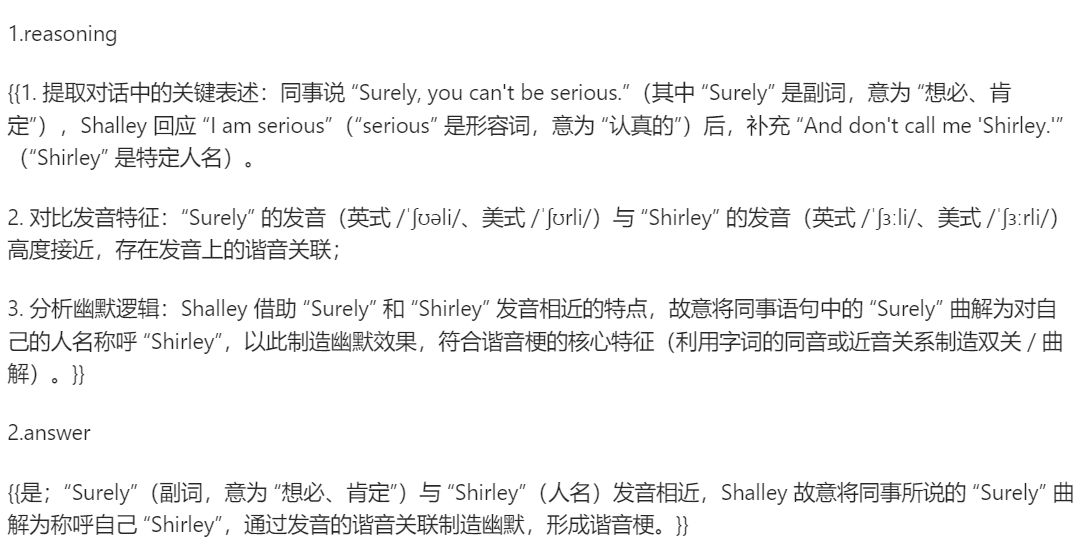 1.reasoning
{{1. 提取对话中的关键表述：同事说 “Surely, you can't be serious.”（其中 “Surely” 是副词，意为 “想必、肯
定”），Shalley 回应 “I am serious”（“serious” 是形容词，意为 “认真的”）后，补充 “And don't call me 'Shirley.'”
（“Shirley” 是特定人名）。
2. 对比发音特征：“Surely” 的发音（英式 /ˈʃʊəli/、美式 /ˈʃʊrli/）与 “Shirley” 的发音（英式 /ˈʃɜːli/、美式 /ˈʃɜːrli/）
高度接近，存在发音上的谐音关联；
3. 分析幽默逻辑：Shalley 借助 “Surely” 和 “Shirley” 发音相近的特点，故意将同事语句中的 “Surely” 曲解为对自
己的人名称呼 “Shirley”，以此制造幽默效果，符合谐音梗的核心特征（利用字词的同音或近音关系制造双关 / 曲
解）。}}
2.answer
{{是；“Surely”（副词，意为 “想必、肯定”）与 “Shirley”（人名）发音相近，Shalley 故意将同事所说的 “Surely” 曲
解为称呼自己 “Shirley”，通过发音的谐音关联制造幽默，形成谐音梗。}}